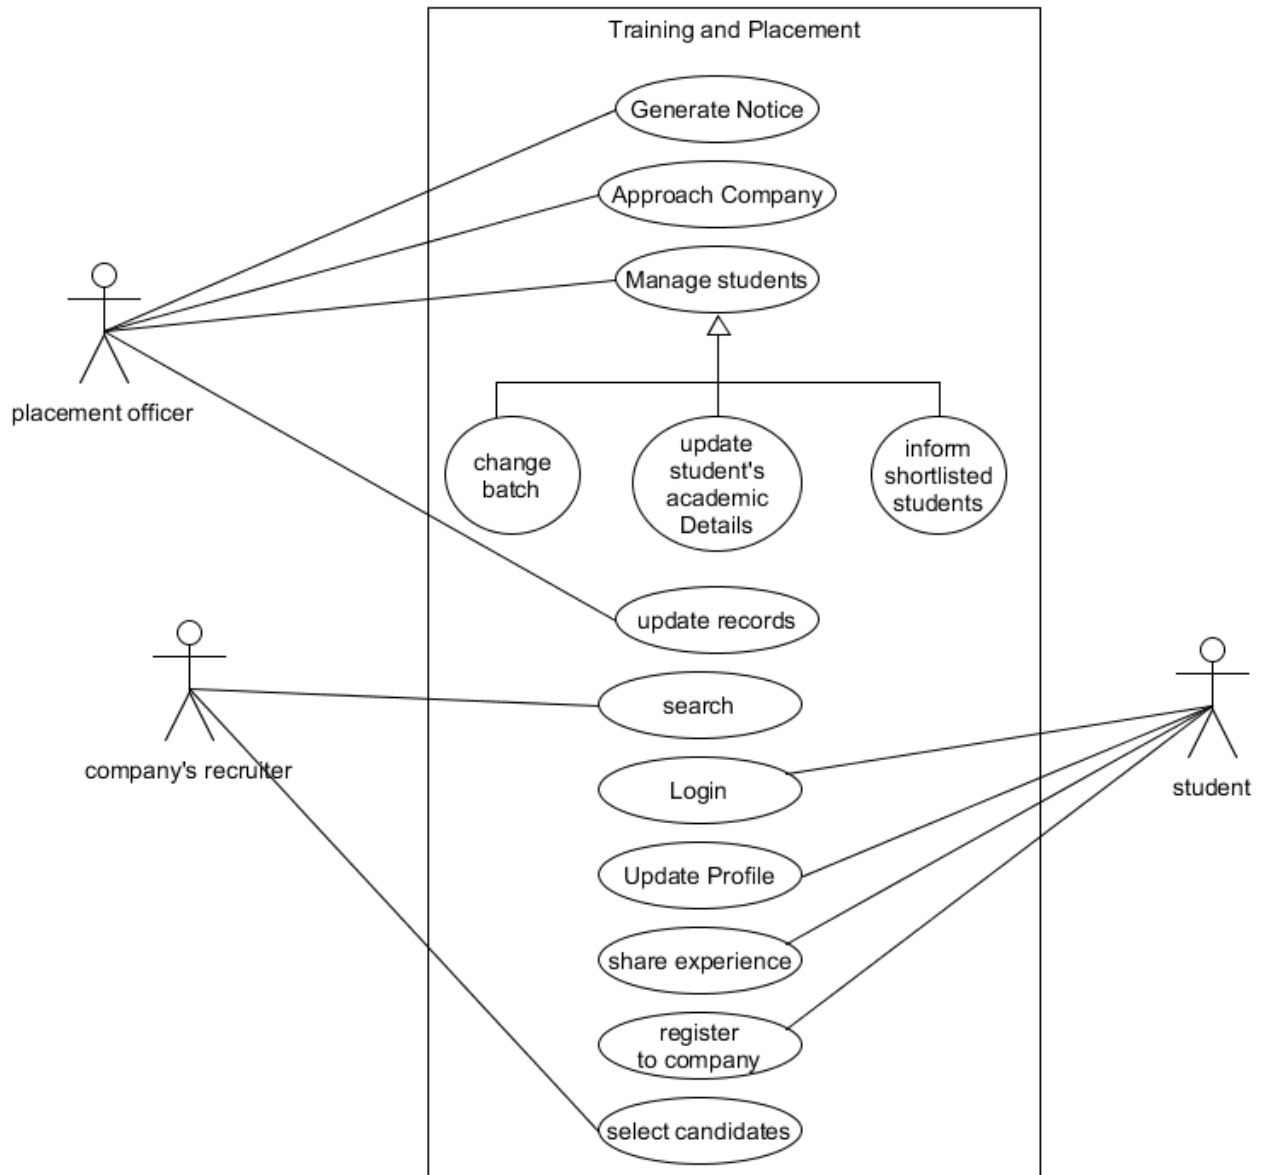 Training and Placement
Generate Notice
Approach Company
Manage students
placement officer
change
batch
update
student's
academic
Details
inform
shortlisted
students
update records
search
company's recruiter
Login
student
Update Profile
share experience
register
to company
select candidates